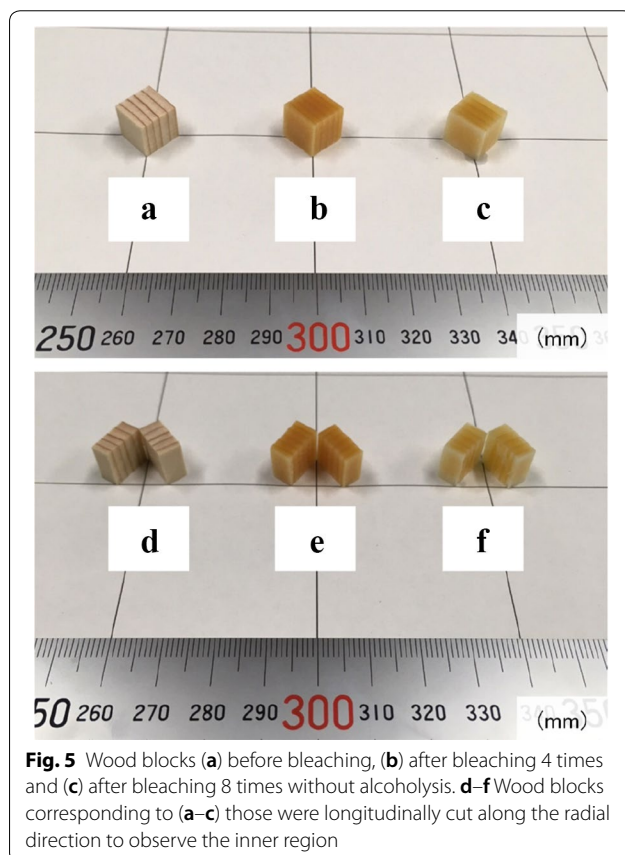 a
b
c
250 260 270 280 290 300 310 320 330 34 (mm)
d
e
f
50 260 270 280 290 300 310 320 330 (mm)
Fig. 5 Wood blocks (a) before bleaching, (b) after bleaching 4 times
and (c) after bleaching 8 times without alcoholysis. d–f Wood blocks
corresponding to (a–c) those were longitudinally cut along the radial
direction to observe the inner region